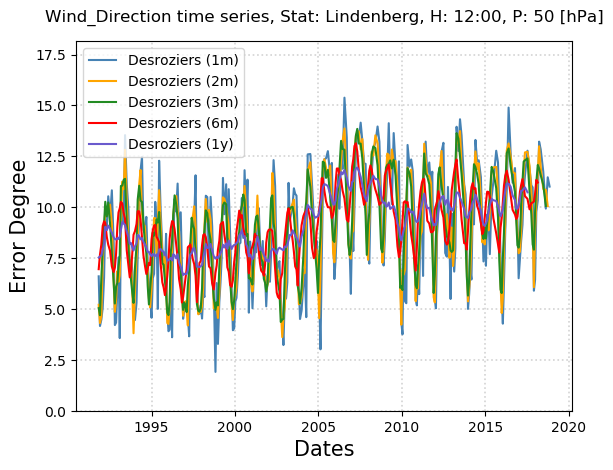 Wind_Direction time series, Stat: Lindenberg, H: 12:00, P: 50 [hPa]
Desroziers (1m)
Desroziers (2m)
Desroziers (3m)
Desroziers (6m)
Desroziers (1y)
Error Degree
17.5
15.0
12.5
10.0
7.5
5.0
2.5
0.0
1995 2000 2005 2010 2015 2020
Dates